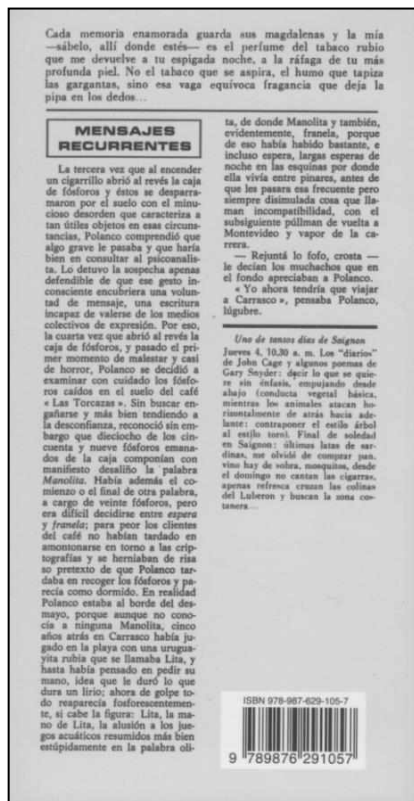 Cada memoria enamorada guarda sus magdalenas y la mía
—sábelo, allí donde estés— es el perfume del tabaco rubio
que me devuelve a tu espigada noche, a la ráfaga de tu más
profunda piel. No el tabaco que se aspira, el humo que tapiza
las gargantas, sino esa vaga equívoca fragancia que deja la
pipa en los dedos...
MENSAJES
RECURRENTES
La tercera vez que al encender
un cigarrillo abrió al revés la caja
de fósforos y éstos se desparra-
maron por el suelo con el minu-
cioso desorden que caracteriza a
tan útiles objetos en esas circuns-
tancias, Polanco comprendió que
algo grave le pasaba y que haría
bien en consultar al psicoanalis-
ta. Lo detuvo la sospecha apenas
defendible de que ese gesto in-
consciente encubriera una volun-
tad de mensaje, una escritura
incapaz de valerse de los medios
colectivos de expresión. Por eso,
la cuarta vez que abrió al revés la
caja de fósforos, y pasado el pri-
mer momento de malestar y casi
de horror, Polanco se decidió a
examinar con cuidado los fósfo-
ros caídos en el suelo del café
« Las Torcazas ». Sin buscar en-
gañarse y más bien tendiendo a
la desconfianza, reconoció sin em-
bargo que dieciocho de los cin-
cuenta y nueve fósforos emana-
dos de la caja componían con
manifiesto desaliño la palabra
Manolita. Había además el co-
mienzo o el final de otra palabra,
a cargo de veinte fósforos, pero
era difícil decidirse entre espera
y franela; para peor los clientes
del café no habían tardado en
amontonarse en torno a las crip-
tografías y se herniaban de risa
so pretexto de que Polanco tar-
daba en recoger los fósforos y pa-
recía como dormido. En realidad
Polanco estaba al borde del des-
mayo, porque aunque no cono-
cía a ninguna Manolita, cinco
años atrás en Carrasco había ju-
gado en la playa con una urugua-
yita rubia que se llamaba Lita, y
hasta había pensado en pedir su
mano, idea que le duró lo que
dura un lirio; ahora de golpe to-
do reaparecía fosforescentemen-
te, si cabe la figura: Lita, la ma-
no de Lita, la alusión a los jue-
gos acuáticos resumidos más bien
estúpidamente en la palabra oli-
ta, de donde Manolita y también,
evidentemente, franela, porque
de eso había habido bastante, e
incluso espera, largas esperas de
noche en las esquinas por donde
ella vivía entre pinares, antes de
que les pasara esa frecuente pero
siempre disimulada cosa que lla-
man incompatibilidad, con el
subsiguiente púllman de vuelta a
Montevideo y vapor de la ca-
rrera.
— Rejuntá lo fofo, crosta —
le decían los muchachos que en
el fondo apreciaban a Polanco.
« Yo ahora tendría que viajar
a Carrasco », pensaba Polanco,
lúgubre.
Uno de tantos días de Saignon
Jueves 4, 10,30 a. m. Los “diarios”
de John Cage y algunos poemas de
Gary Snyder: decir lo que se quie-
re sin énfasis, empujando desde
abajo (conducta vegetal básica,
mientras los animales atacan ho-
rizontalmente de atrás hacia ade-
lante: contraponer el estilo árbol
al estilo toro). Final de soledad
en Saignon: últimas latas de sar-
dinas, me olvidé de comprar pan,
vino hay de sobra, mosquitos, desde
el domingo no cantan las cigarras,
apenas refresca cruzan las colinas
del Luberon y buscan la zona cos-
tanera...
ISBN 978-987-629-105-7
9 789876 291057